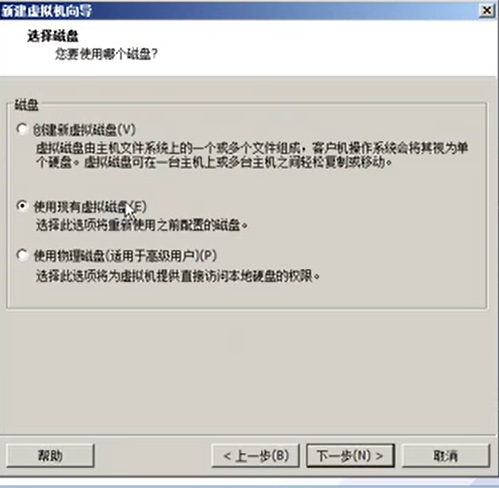 新建虚拟机向导
选择磁盘
您要使用哪个磁盘?
磁盘
创建新虚拟磁盘(V)
虚拟磁盘由主机文件系统上的一个或多个文件组成，客户机操作系统会将其视为单
个硬盘。虚拟磁盘可在一台主机上或多台主机之间轻松复制或移动。
使用现有虚拟磁盘(E)
选择此选项将重新使用之前配置的磁盘。
使用物理磁盘(适用于高级用户)(P)
选择此选项将为虚拟机提供直接访问本地硬盘的权限。
帮助
< 上一步(B)
下一步(N) >
取消